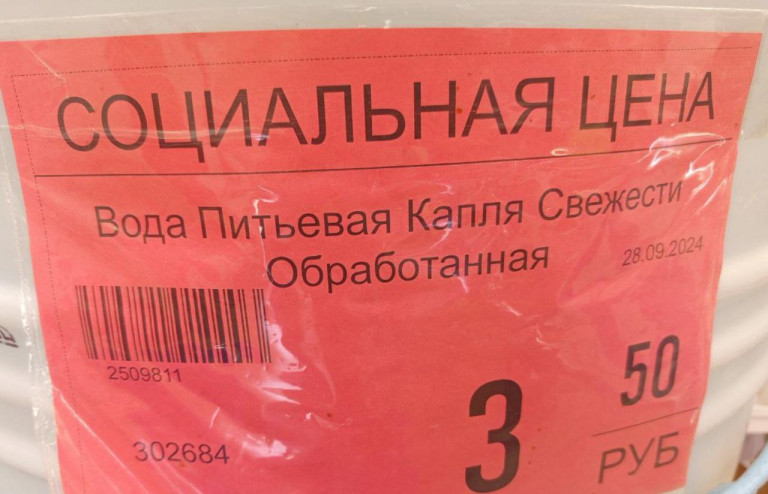 СОЦИАЛЬНАЯ ЦЕНА
Вода Питьевая Капля Свежести
Обработанная
28.09.2024
2509811
302684
3
50
РУБ